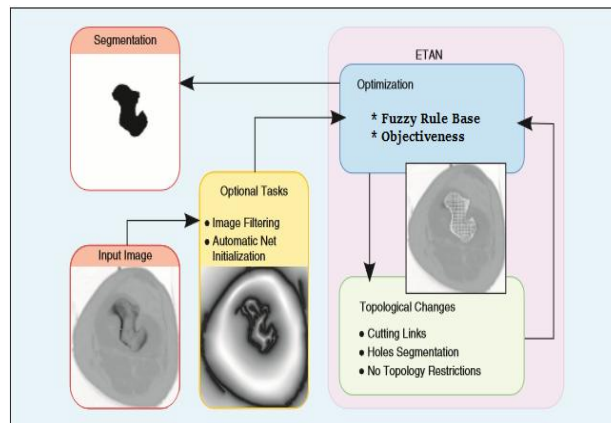 Segmentation
ETAN
Optimization
* Fuzzy Rule Base
* Objectiveness
Optional Tasks
● Image Filtering
● Automatic Net
Initialization
Input Image
Topological Changes
● Cutting Links
● Holes Segmentation
● No Topology Restrictions